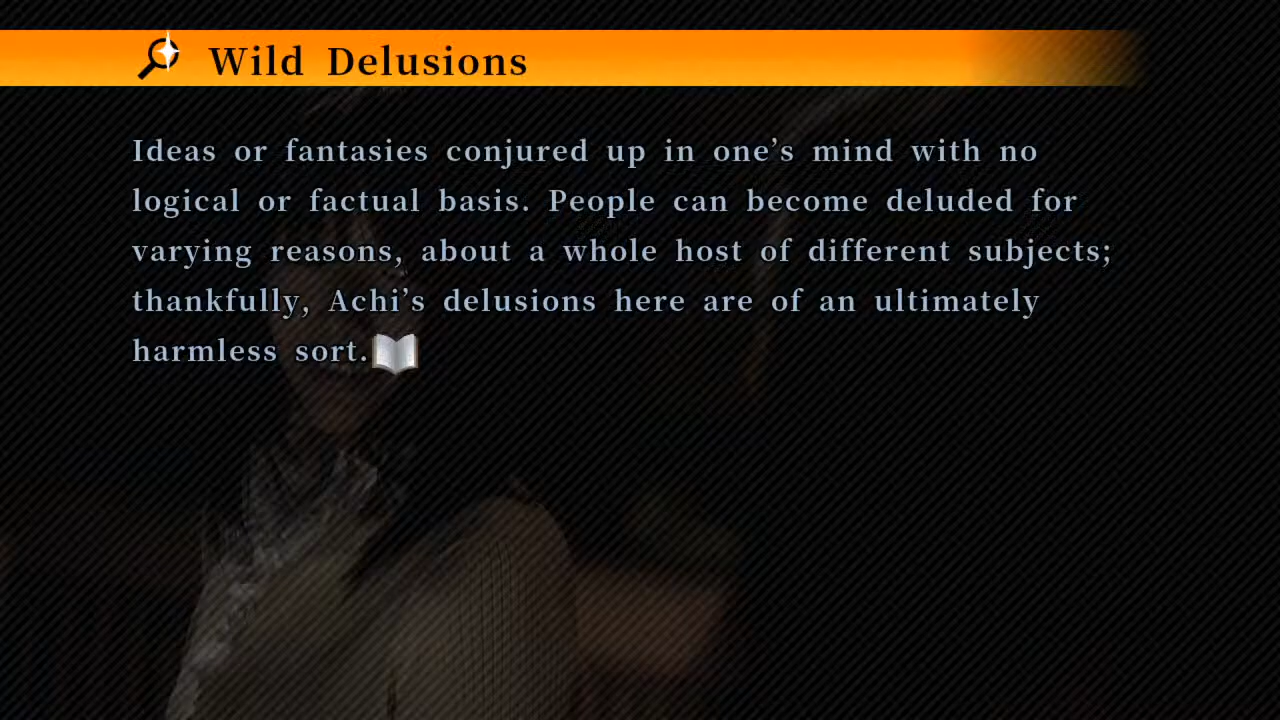 Wild Delusions
Ideas or fantasies conjured up in one’s mind with no
logical or factual basis. People can become deluded for
varying reasons, about a whole host of different subjects;
thankfully, Achi’s delusions here are of an ultimately
harmless sort.